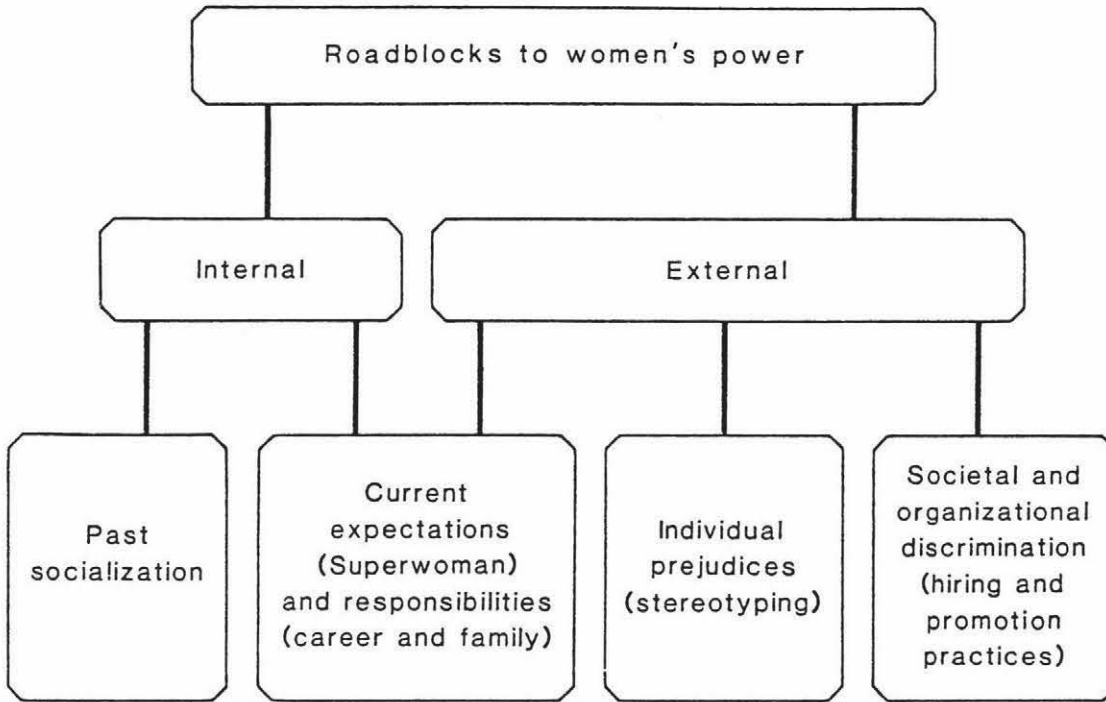 Roadblocks to women's power
Internal
External
Past
socialization
Current
expectations
(Superwoman)
and responsibilities
(career and family)
Individual
prejudices
(stereotyping)
Societal and
organizational
discrimination
(hiring and
promotion
practices)